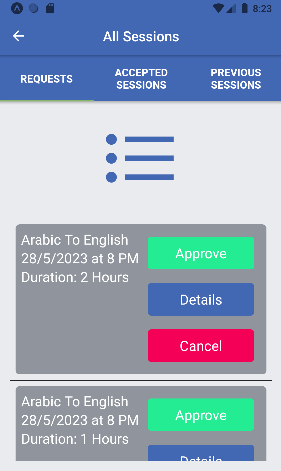 8:23
All Sessions
REQUESTS
ACCEPTED
SESSIONS
PREVIOUS
SESSIONS
Arabic To English
28/5/2023 at 8 PM
Duration: 2 Hours
Approve
Details
Cancel
Arabic To English
28/5/2023 at 8 PM
Duration: 1 Hours
Approve
Details